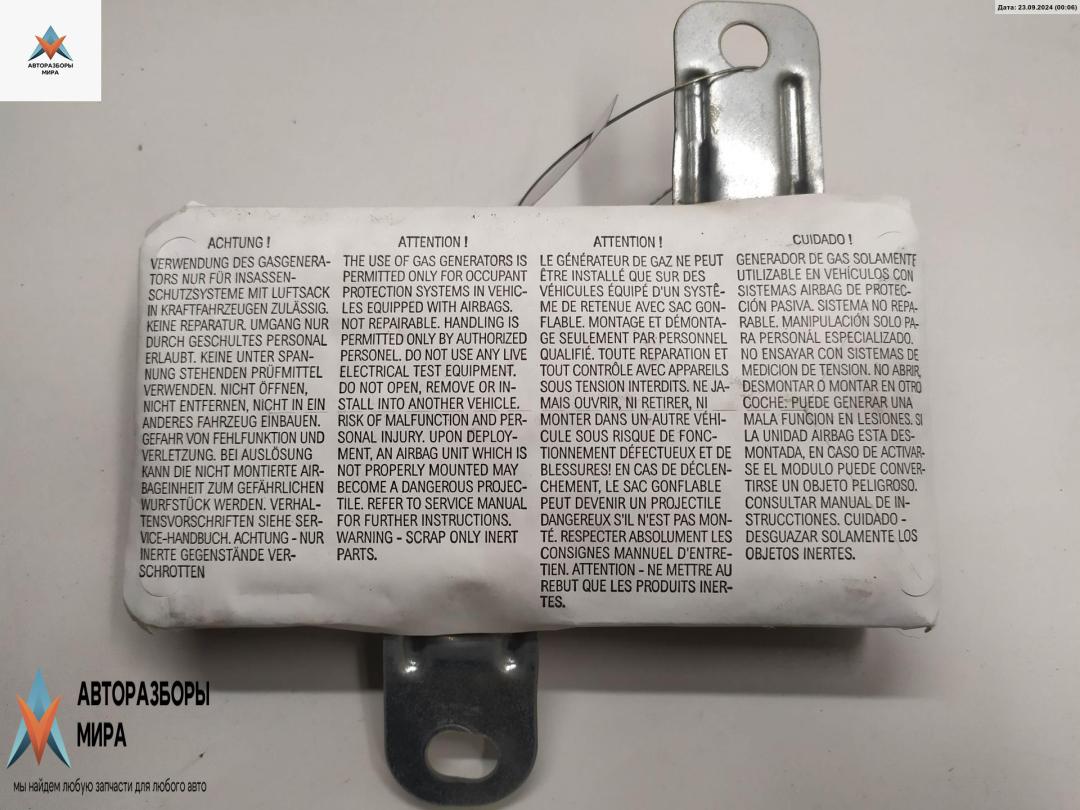 Дата: 23.09.2024 (00:06)
АВТОРАЗБОРЫ
МИРА
ACHTUNG !
VERWENDUNG DES GASGENERA-
TORS NUR FÜR INSASSEN-
SCHUTZSYSTEME MIT LUFTSACK
IN KRAFTFAHRZEUGEN ZULÄSSIG.
KEINE REPARATUR. UMGANG NUR
DURCH GESCHULTES PERSONAL
ERLAUBT. KEINE UNTER SPAN-
NUNG STEHENDEN PRÜFMITTEL
VERWENDEN. NICHT ÖFFNEN,
NICHT ENTFERNEN, NICHT IN EIN
ANDERES FAHRZEUG EINBAUEN.
GEFAHR VON FEHLFUNKTION UND
VERLETZUNG. BEI AUSLÖSUNG
KANN DIE NICHT MONTIERTE AIR-
BAGEINHEIT ZUM GEFÄHRLICHEN
WURFSTÜCK WERDEN. VERHAL-
TENSVORSCHRIFTEN SIEHE SER-
VICE-HANDBUCH. ACHTUNG - NUR
INERTE GEGENSTÄNDE VER-
SCHROTTEN
ATTENTION !
THE USE OF GAS GENERATORS IS
PERMITTED ONLY FOR OCCUPANT
PROTECTION SYSTEMS IN VEHIC-
LES EQUIPPED WITH AIRBAGS.
NOT REPAIRABLE. HANDLING IS
PERMITTED ONLY BY AUTHORIZED
PERSONEL. DO NOT USE ANY LIVE
ELECTRICAL TEST EQUIPMENT.
DO NOT OPEN, REMOVE OR IN-
STALL INTO ANOTHER VEHICLE.
RISK OF MALFUNCTION AND PER-
SONAL INJURY. UPON DEPLOY-
MENT, AN AIRBAG UNIT WHICH IS
NOT PROPERLY MOUNTED MAY
BECOME A DANGEROUS PROJEC-
TILE. REFER TO SERVICE MANUAL
FOR FURTHER INSTRUCTIONS.
WARNING - SCRAP ONLY INERT
PARTS.
ATTENTION !
LE GÉNÉRATEUR DE GAZ NE PEUT
ÊTRE INSTALLÉ QUE SUR DES
VÉHICULES ÉQUIPÉ D'UN SYSTÊ-
ME DE RETENUE AVEC SAC GON-
FLABLE. MONTAGE ET DÉMONTA-
GE SEULEMENT PAR PERSONNEL
QUALIFIÉ. TOUTE REPARATION ET
TOUT CONTRÔLE AVEC APPAREILS
SOUS TENSION INTERDITS. NE JA-
MAIS OUVRIR, NI RETIRER, NI
MONTER DANS UN AUTRE VÉHI-
CULE SOUS RISQUE DE FONC-
TIONNEMENT DÉFECTUEUX ET DE
BLESSURES! EN CAS DE DÉCLEN-
CHEMENT, LE SAC GONFLABLE
PEUT DEVENIR UN PROJECTILE
DANGEREUX S'IL N'EST PAS MON-
TÉ. RESPECTER ABSOLUMENT LES
CONSIGNES MANNUEL D'ENTRE-
TIEN. ATTENTION - NE METTRE AU
REBUT QUE LES PRODUITS INER-
TES.
CUIDADO !
GENERADOR DE GAS SOLAMENTE
UTILIZABLE EN VEHÍCULOS CON
SISTEMAS AIRBAG DE PROTEC-
CIÓN PASIVA. SISTEMA NO REPA-
RABLE. MANIPULACIÓN SOLO PA-
RA PERSONÁL ESPECIALIZADO.
NO ENSAYAR CON SISTEMAS DE
MEDICION DE TENSION. NO ABRIR,
DESMONTAR O MONTAR EN OTRO
COCHE: PUEDE GENERAR UNA
MALA FUNCION EN LESIONES. SI
LA UNIDAD AIRBAG ESTA DES-
MONTADA, EN CASO DE ACTIVAR-
SE EL MODULO PUEDE CONVER-
TIRSE UN OBJETO PELIGROSO.
CONSULTAR MANUAL DE IN-
STRUCCTIONES. CUIDADO -
DESGUAZAR SOLAMENTE LOS
OBJETOS INERTES.
АВТОРАЗБОРЫ
МИРА
мы найдем любую запчасти для любого авто